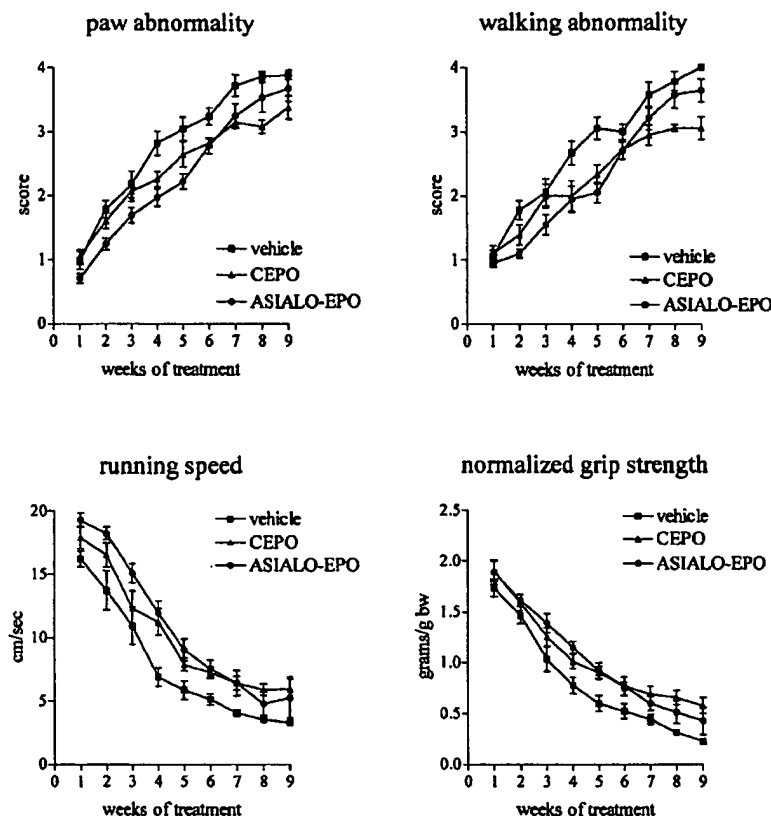 paw abnormality
4
3
2
1
0
score
vehicle
CEPO
ASIALO-EPO
0 1 2 3 4 5 6 7 8 9
weeks of treatment
walking abnormality
4
3
2
1
0
score
vehicle
CEPO
ASIALO-EPO
0 1 2 3 4 5 6 7 8 9
weeks of treatment
running speed
20
15
10
5
0
cm/sec
vehicle
CEPO
ASIALO-EPO
0 1 2 3 4 5 6 7 8 9
weeks of treatment
normalized grip strength
2.5
2.0
1.5
1.0
0.5
0.0
grams/g bw
vehicle
CEPO
ASIALO-EPO
0 1 2 3 4 5 6 7 8 9
weeks of treatment